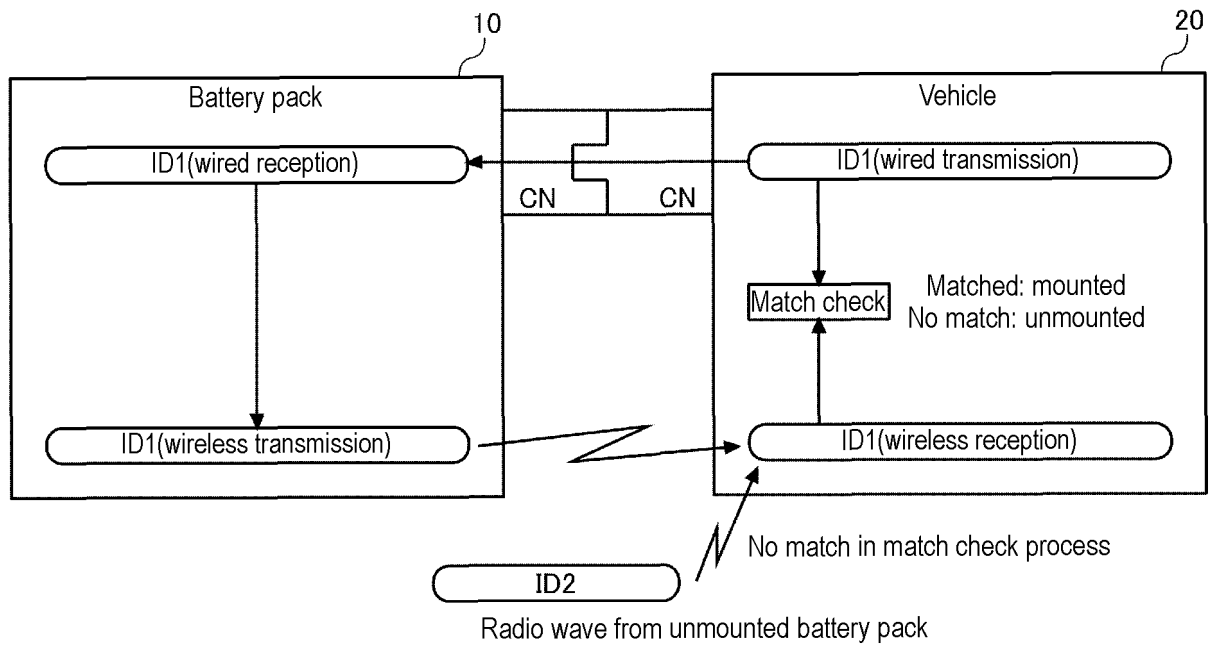 10
20
Battery pack
Vehicle
ID1(wired reception)
ID1(wired transmission)
CN
CN
Match check
Matched: mounted
No match: unmounted
ID1(wireless transmission)
ID1(wireless reception)
No match in match check process
ID2
Radio wave from unmounted battery pack